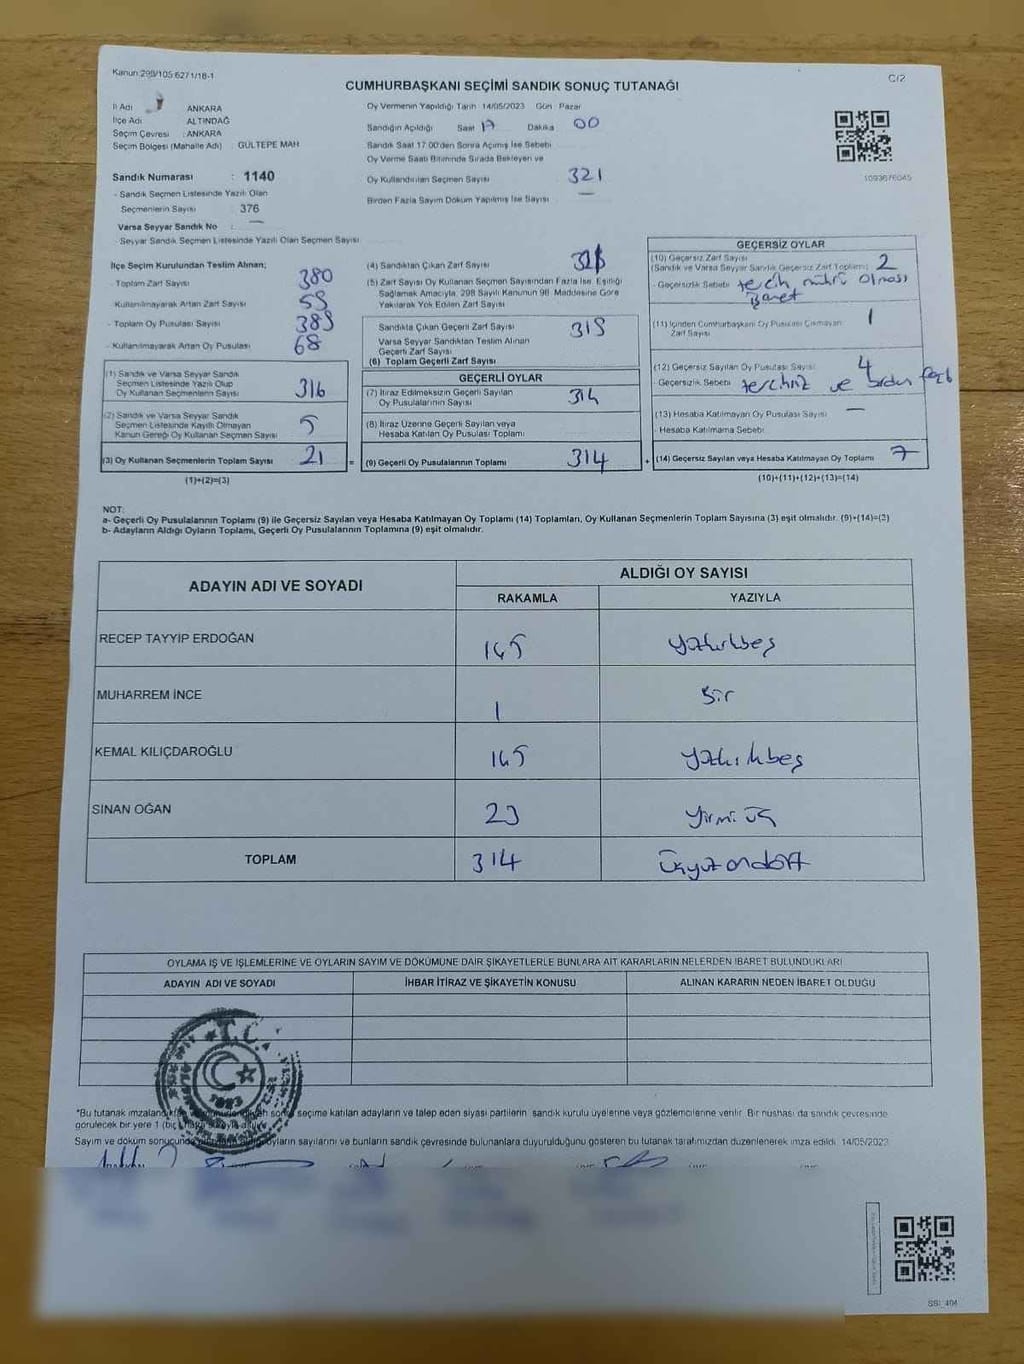 Kanun:298/105 6271/18-1
C/2
CUMHURBAŞKANI SEÇİMİ SANDIK SONUÇ TUTANAĞI
İl Adı ANKARA
İlçe Adı ALTINDAĞ
Seçim Çevresi : ANKARA
Seçim Bölgesi (Mahalle Adı) : GÜLTEPE MAH
Oy Vermenin Yapıldığı Tarih 14/05/2023 Gün : Pazar
Sandığın Açıldığı Saat 17 Dakika 00
Sandık Saat 17.00'den Sonra Açılmış İse Sebebi
Oy Verme Saati Bitiminde Sırada Bekleyen ve
Oy Kullandırılan Seçmen Sayısı 321
Birden Fazla Sayım Döküm Yapılmış İse Sayısı —
1093676045
Sandık Numarası : 1140
- Sandık Seçmen Listesinde Yazılı Olan
Seçmenlerin Sayısı 376
Varsa Seyyar Sandık No : —
- Seyyar Sandık Seçmen Listesinde Yazılı Olan Seçmen Sayısı
İlçe Seçim Kurulundan Teslim Alınan;
- Toplam Zarf Sayısı 380
Kullanılmayarak Artan Zarf Sayısı 59
- Toplam Oy Pusulası Sayısı 389
- Kullanılmayarak Artan Oy Pusulası 68
(1) Sandık ve Varsa Seyyar Sandık
Seçmen Listesinde Yazılı Olup
Oy Kullanan Seçmenlerin Sayısı 316
(2) Sandık ve Varsa Seyyar Sandık
Seçmen Listesinde Kayıtlı Olmayan
Kanun Gereği Oy Kullanan Seçmen Sayısı 5
(3) Oy Kullanan Seçmenlerin Toplam Sayısı 21 =
(1)+(2)=(3)
(4) Sandıktan Çıkan Zarf Sayısı
(5) Zarf Sayısı Oy Kullanan Seçmen Sayısından Fazla İse, Eşitliği
Sağlamak Amacıyla, 298 Sayılı Kanunun 98. Maddesine Göre
Yakılarak Yok Edilen Zarf Sayısı
Sandıkta Çıkan Geçerli Zarf Sayısı 319
Varsa Seyyar Sandıktan Teslim Alınan
Geçerli Zarf Sayısı
(6) Toplam Geçerli Zarf Sayısı
GEÇERLİ OYLAR
(7) İtiraz Edilmeksizin Geçerli Sayılan
Oy Pusulalarının Sayısı 314
(8) İtiraz Üzerine Geçerli Sayılan veya
Hesaba Katılan Oy Pusulası Toplamı
(9) Geçerli Oy Pusulalarının Toplamı 314 +
GEÇERSİZ OYLAR
(10) Geçersiz Zarf Sayısı
(Sandık ve Varsa Seyyar Sandık Geçersiz Zarf Toplamı) 2
- Geçersizlik Sebebi tercih mührü olması
işaret
(11) İçinden Cumhurbaşkanı Oy Pusulası Çıkmayan
Zarf Sayısı 1
(12) Geçersiz Sayılan Oy Pusulası Sayısı 4
- Geçersizlik Sebebi tercihsiz ve birden fazla
(13) Hesaba Katılmayan Oy Pusulası Sayısı —
- Hesaba Katılmama Sebebi
(14) Geçersiz Sayılan veya Hesaba Katılmayan Oy Toplamı 7
(10)+(11)+(12)+(13)=(14)
NOT:
a- Geçerli Oy Pusulalarının Toplamı (9) ile Geçersiz Sayılan veya Hesaba Katılmayan Oy Toplamı (14) Toplamları, Oy Kullanan Seçmenlerin Toplam Sayısına (3) eşit olmalıdır. (9)+(14)=(3)
b- Adayların Aldığı Oyların Toplamı, Geçerli Oy Pusulalarının Toplamına (9) eşit olmalıdır.
ADAYIN ADI VE SOYADI
ALDIĞI OY SAYISI
RAKAMLA YAZIYLA
RECEP TAYYİP ERDOĞAN 145 yüzkırkbeş
MUHARREM İNCE 1 Bir
KEMAL KILIÇDAROĞLU 145 yüzkırkbeş
SİNAN OĞAN 23 yirmi üç
TOPLAM 314 üçyüzondört
OYLAMA İŞ VE İŞLEMLERİNE VE OYLARIN SAYIM VE DÖKÜMÜNE DAİR ŞİKAYETLERLE BUNLARA AİT KARARLARIN NELERDEN İBARET BULUNDUKLARI
ADAYIN ADI VE SOYADI İHBAR İTİRAZ VE ŞİKAYETİN KONUSU ALINAN KARARIN NEDEN İBARET OLDUĞU
T.C.
1923
*Bu tutanak sonra seçime katılan adayların ve talep eden siyasi partilerin sandık kurulu üyelerine veya gözlemcilerine verilir. Bir nüshası da sandık çevresinde
görülecek bir yere 1 (bir)
Sayım ve döküm sonucunda oyların sayılarını ve bunların sandık çevresinde bulunanlara duyurulduğunu gösteren bu tutanak tarafımızdan düzenlenerek imza edildi. 14/05/2023
SSI_404